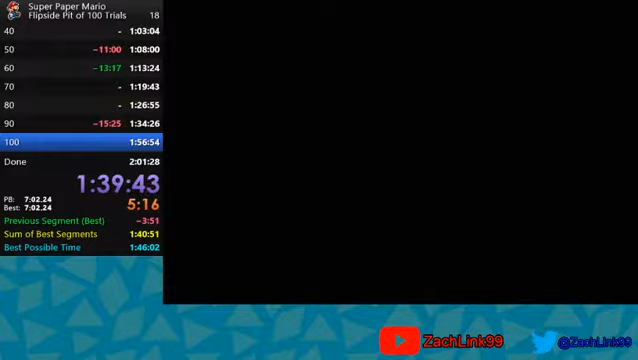 Super Paper Mario
Flipside Pit of 100 Trials 18
40 - 1:03:04
50 −11:00 1:08:00
60 −13:17 1:13:24
70 - 1:19:43
80 - 1:26:55
90 −15:25 1:34:26
100 1:56:54
Done 2:01:28
1:39:43
PB: 7:02.24
Best: 7:02.24
5:16
Previous Segment (Best) −3:51
Sum of Best Segments 1:40:51
Best Possible Time 1:46:02
ZachLink99
@ZachLink99